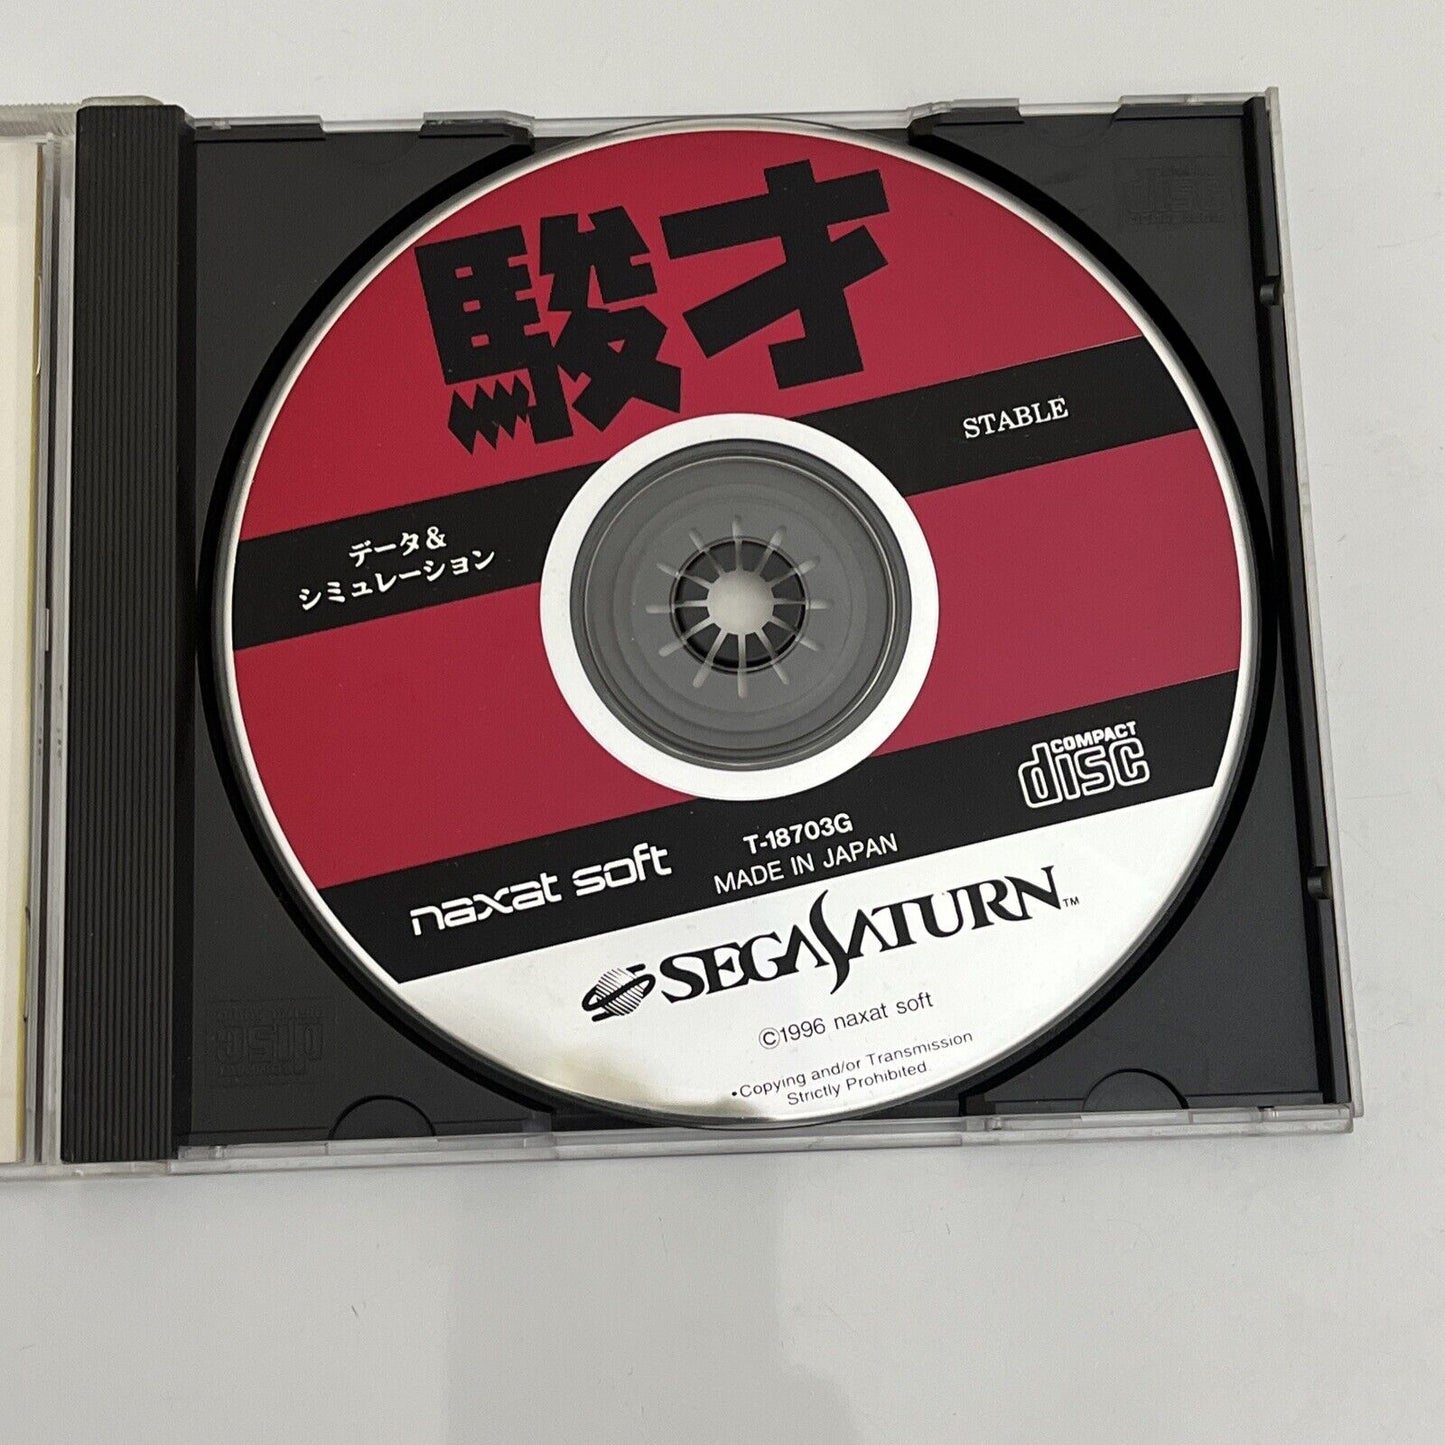 駿才
STABLE
データ&
シミュレーション
COMPACT
disc
naxat soft
T-18703G
MADE IN JAPAN
SEGA SATURN™
©1996 naxat soft
•Copying and/or Transmission
Strictly Prohibited.